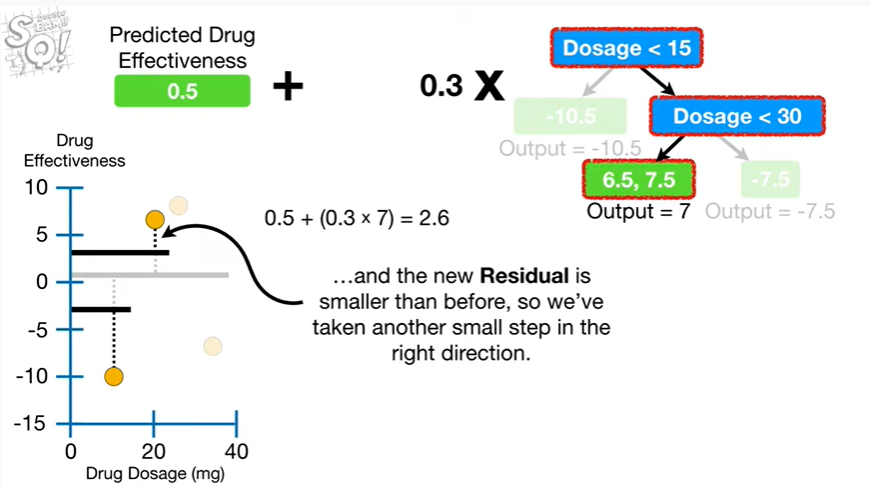 DOUBLE
BAM!!
SQ!
Predicted Drug
Effectiveness
0.5
+
0.3 X
Dosage < 15
-10.5
Output = -10.5
Dosage < 30
6.5, 7.5
Output = 7
-7.5
Output = -7.5
Drug
Effectiveness
10
5
0
-5
-10
-15
0
20
40
Drug Dosage (mg)
0.5 + (0.3 × 7) = 2.6
…and the new Residual is
smaller than before, so we’ve
taken another small step in the
right direction.